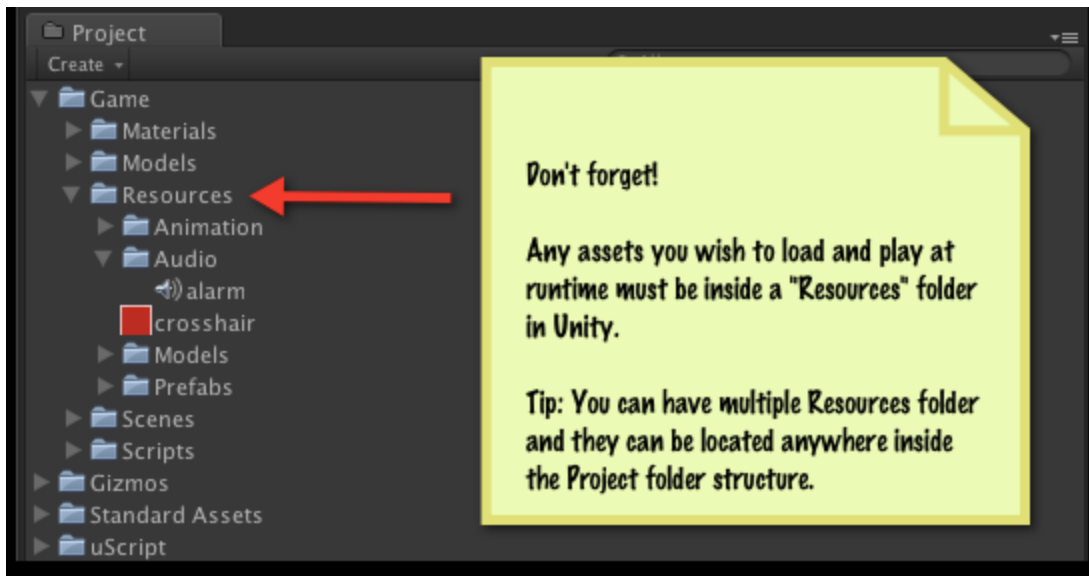 Project
Create
Game
Materials
Models
Resources
Animation
Audio
alarm
crosshair
Models
Prefabs
Scenes
Scripts
Gizmos
Standard Assets
uScript
Don't forget!
Any assets you wish to load and play at
runtime must be inside a "Resources" folder
in Unity.
Tip: You can have multiple Resources folder
and they can be located anywhere inside
the Project folder structure.